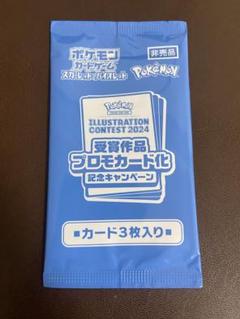 ポケモン
カードゲーム
スカーレット&バイオレット
非売品
Pokémon
Pokémon
ILLUSTRATION
CONTEST 2024
受賞作品
プロモカード化
記念キャンペーン
■カード3枚入り■